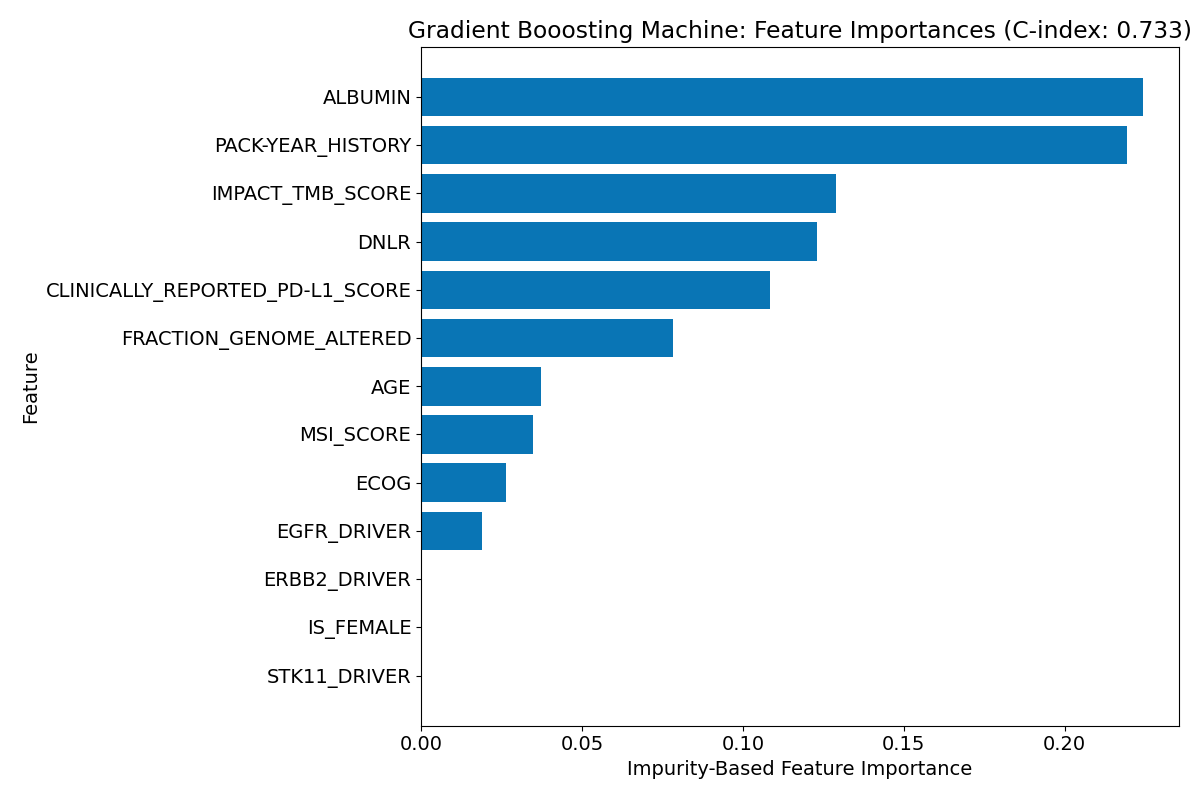 Gradient Booosting Machine: Feature Importances (C-index: 0.733)
ALBUMIN
PACK-YEAR_HISTORY
IMPACT_TMB_SCORE
DNLR
CLINICALLY_REPORTED_PD-L1_SCORE
FRACTION_GENOME_ALTERED
AGE
MSI_SCORE
ECOG
EGFR_DRIVER
ERBB2_DRIVER
IS_FEMALE
STK11_DRIVER
Feature
0.00 0.05 0.10 0.15 0.20
Impurity-Based Feature Importance